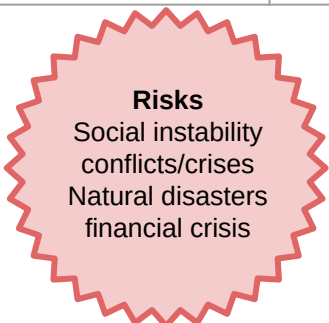 Risks
Social instability
conflicts/crises
Natural disasters
financial crisis